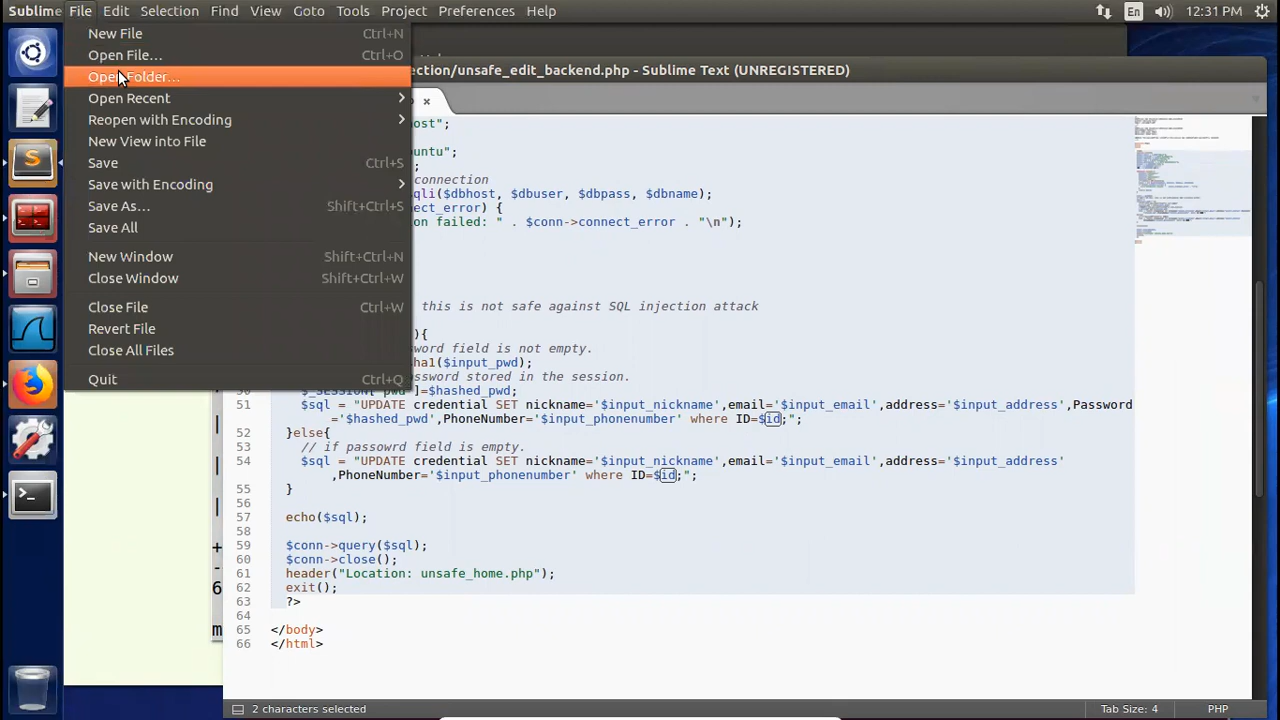 Sublime File Edit Selection Find View Goto Tools Project Preferences Help En 12:31 PM
New File Ctrl+N
Open File… Ctrl+O
Open Folder…
Open Recent
Reopen with Encoding
New View into File
Save Ctrl+S
Save with Encoding
Save As… Shift+Ctrl+S
Save All
New Window Shift+Ctrl+N
Close Window Shift+Ctrl+W
Close File Ctrl+W
Revert File
Close All Files
Quit Ctrl+Q
ction/unsafe_edit_backend.php - Sublime Text (UNREGISTERED)
ost";
untu";
;
connection
qli($dbhost, $dbuser, $dbpass, $dbname);
ct_error) {
on failed: " . $conn->connect_error . "\n");
this is not safe against SQL injection attack
){
sword field is not empty.
ha1($input_pwd);
ssword stored in the session.
50 $_SESSION['pwd']=$hashed_pwd;
51 $sql = "UPDATE credential SET nickname='$input_nickname',email='$input_email',address='$input_address',Password
='$hashed_pwd',PhoneNumber='$input_phonenumber' where ID=$id;";
52 }else{
53 // if passowrd field is empty.
54 $sql = "UPDATE credential SET nickname='$input_nickname',email='$input_email',address='$input_address'
,PhoneNumber='$input_phonenumber' where ID=$id;";
55 }
56
57 echo($sql);
58
59 $conn->query($sql);
60 $conn->close();
61 header("Location: unsafe_home.php");
62 exit();
63 ?>
64
65 </body>
66 </html>
2 characters selected Tab Size: 4 PHP